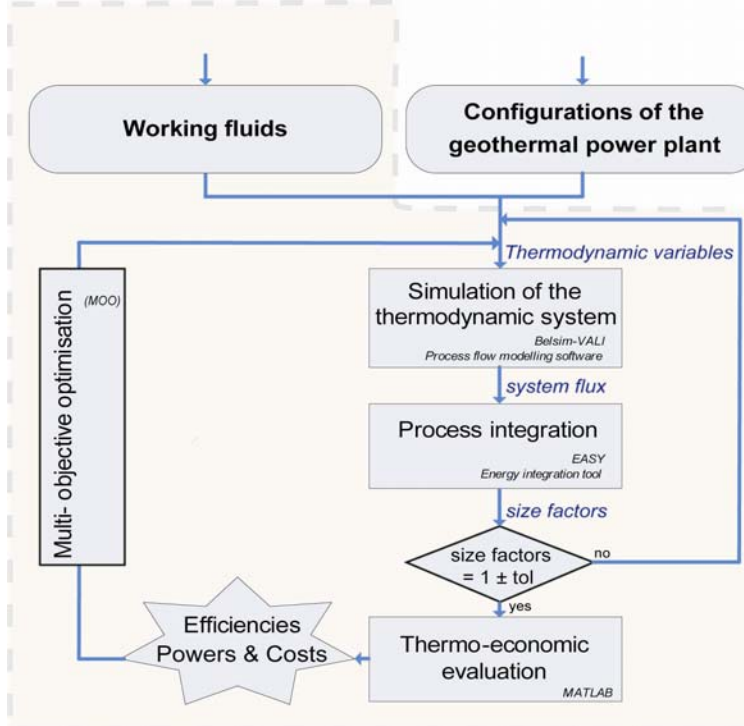 Working fluids
Configurations of the
geothermal power plant
Thermodynamic variables
Simulation of the
thermodynamic system
Belsim-VALI
Process flow modelling software
system flux
Process integration
EASY
Energy integration tool
size factors
size factors
= 1 ± tol
no
yes
Thermo-economic
evaluation
MATLAB
Efficiencies
Powers & Costs
Multi- objective optimisation
(MOO)